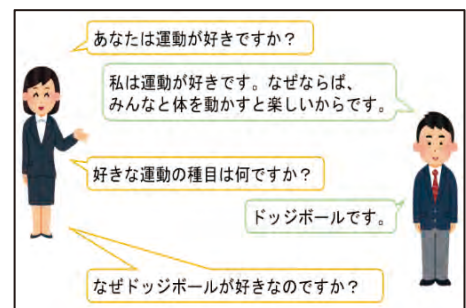 あなたは運動が好きですか？
私は運動が好きです。なぜならば、
みんなと体を動かすと楽しいからです。
好きな運動の種目は何ですか？
ドッジボールです。
なぜドッジボールが好きなのですか？